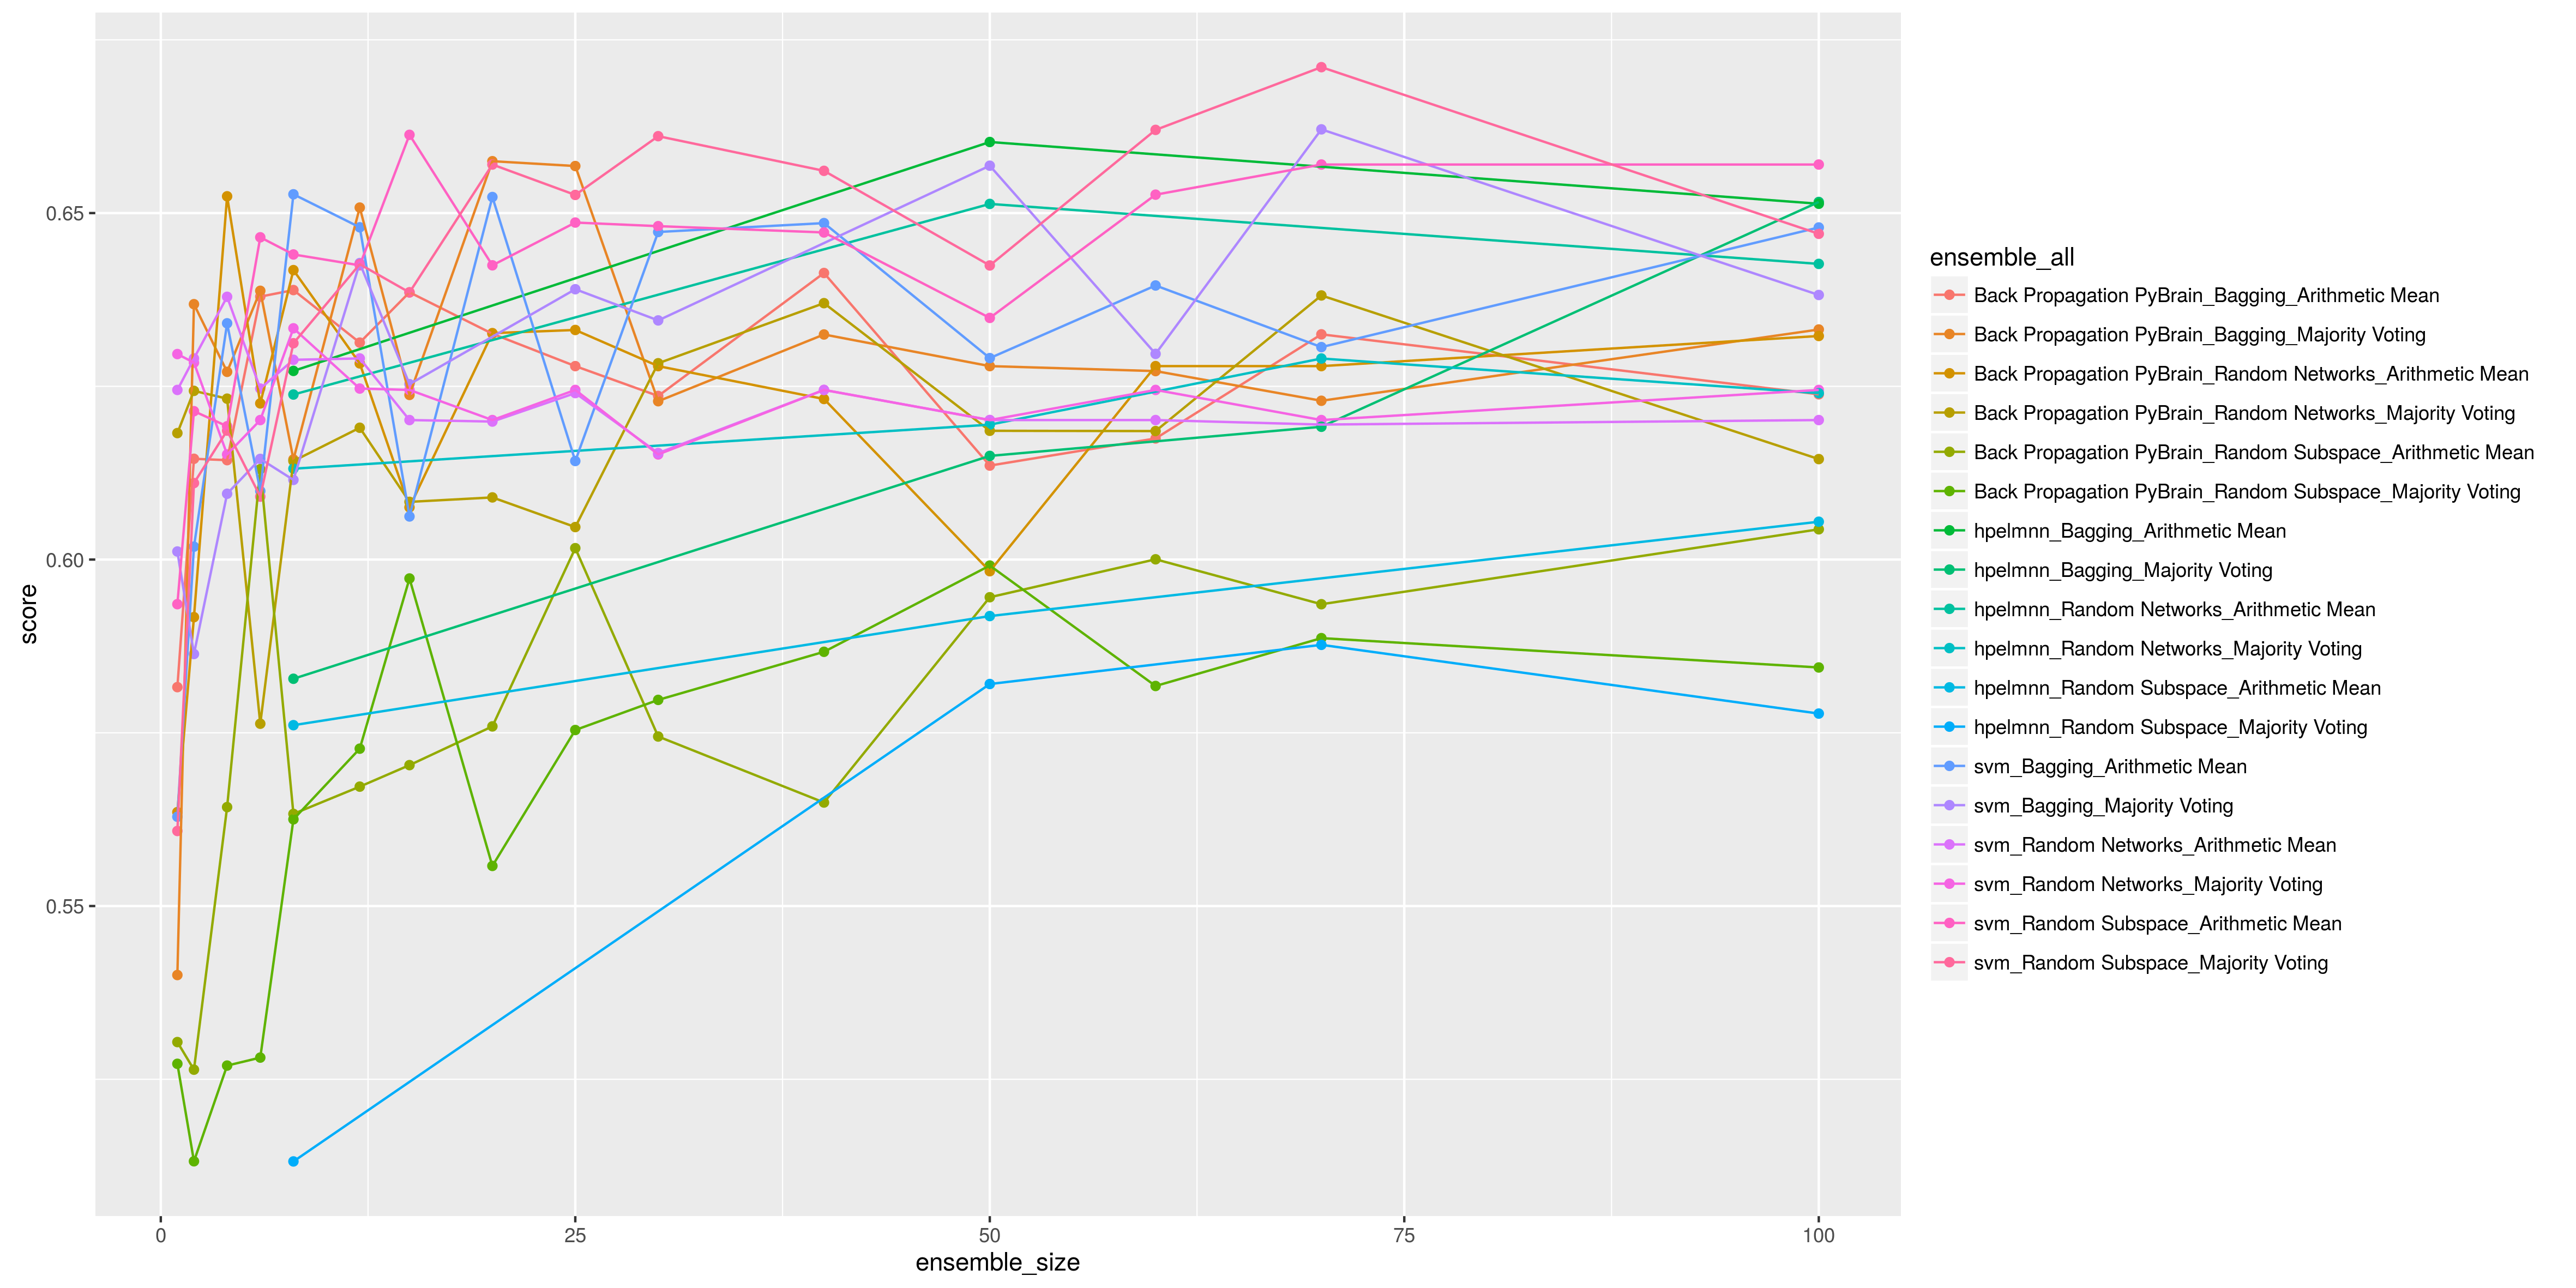 0.65
0.60
0.55
score
0
25
50
75
100
ensemble_size
ensemble_all
Back Propagation PyBrain_Bagging_Arithmetic Mean
Back Propagation PyBrain_Bagging_Majority Voting
Back Propagation PyBrain_Random Networks_Arithmetic Mean
Back Propagation PyBrain_Random Networks_Majority Voting
Back Propagation PyBrain_Random Subspace_Arithmetic Mean
Back Propagation PyBrain_Random Subspace_Majority Voting
hpelmnn_Bagging_Arithmetic Mean
hpelmnn_Bagging_Majority Voting
hpelmnn_Random Networks_Arithmetic Mean
hpelmnn_Random Networks_Majority Voting
hpelmnn_Random Subspace_Arithmetic Mean
hpelmnn_Random Subspace_Majority Voting
svm_Bagging_Arithmetic Mean
svm_Bagging_Majority Voting
svm_Random Networks_Arithmetic Mean
svm_Random Networks_Majority Voting
svm_Random Subspace_Arithmetic Mean
svm_Random Subspace_Majority Voting